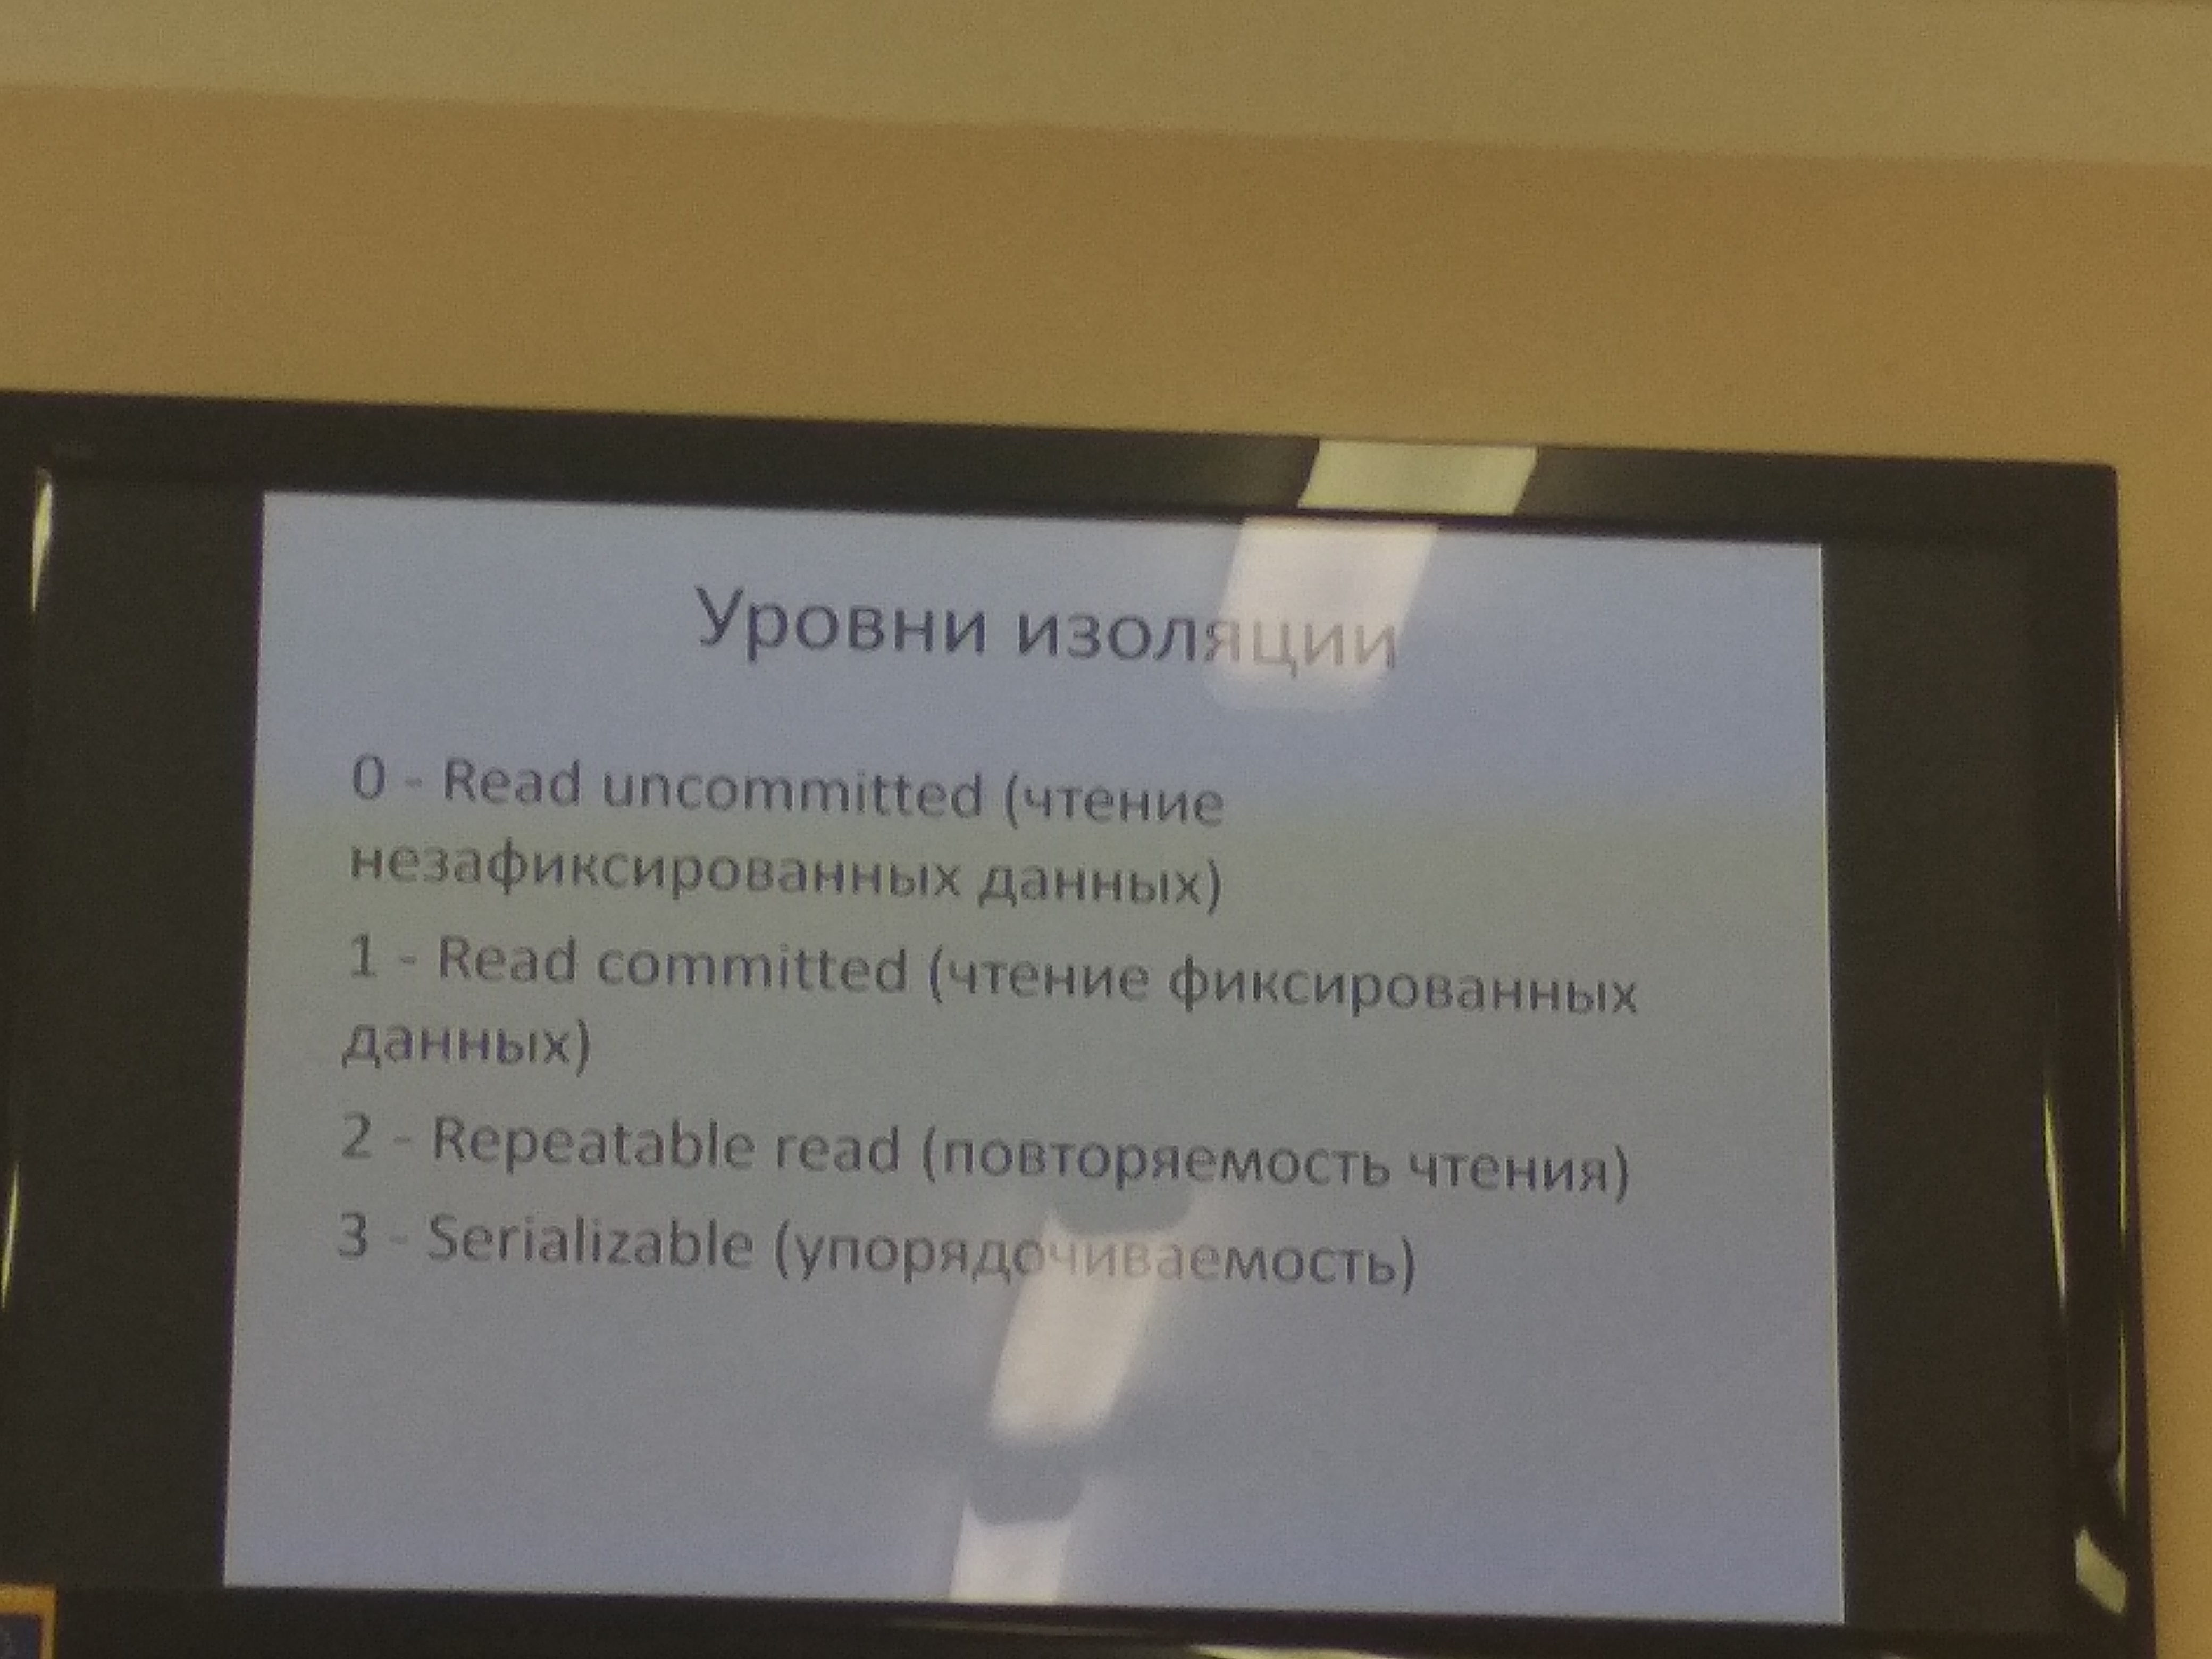 Уровни изоляции
0 - Read uncommitted (чтение
незафиксированных данных)
1 - Read committed (чтение фиксированных
данных)
2 - Repeatable read (повторяемость чтения)
3 - Serializable (упорядочиваемость)